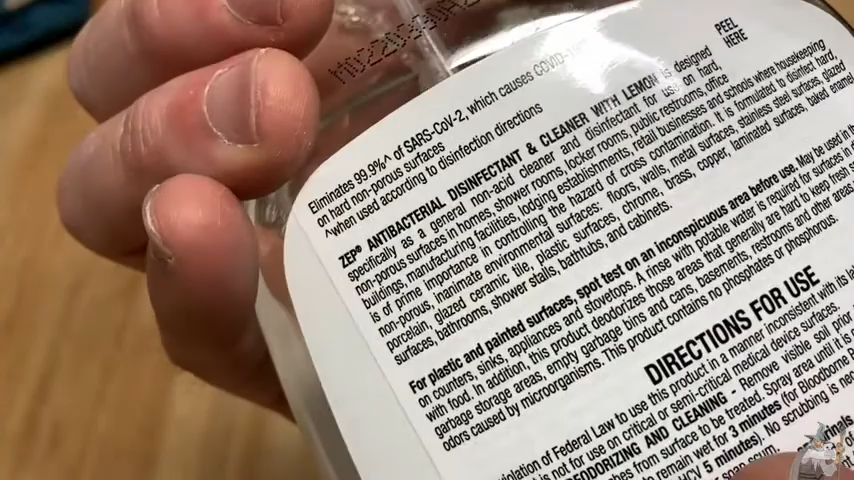 PEEL
HERE
Eliminates 99.9%^ of SARS-CoV-2, which causes COVID-
on hard non-porous surfaces
^when used according to disinfection directions
ZEP® ANTIBACTERIAL DISINFECTANT & CLEANER WITH LEMON is designed
specifically as a general non-acid cleaner and disinfectant for use on hard,
non-porous surfaces in homes, shower rooms, locker rooms, public restrooms, office
buildings, manufacturing facilities, lodging establishments, retail businesses and schools where housekeeping
is of prime importance in controlling the hazard of cross contamination. It is formulated to disinfect hard,
non-porous, inanimate environmental surfaces: floors, walls, metal surfaces, stainless steel surfaces, glazed
porcelain, glazed ceramic tile, plastic surfaces, chrome, brass, copper, laminated surfaces, baked enamel
surfaces, bathrooms, shower stalls, bathtubs, and cabinets.
For plastic and painted surfaces, spot test on an inconspicuous area before use. May be used in the
on counters, sinks, appliances and stovetops. A rinse with potable water is required for surfaces in
with food. In addition, this product deodorizes those areas that generally are hard to keep fresh s
garbage storage areas, empty garbage bins and cans, basements, restrooms and other areas
odors caused by microorganisms. This product contains no phosphates or phosphorous.
DIRECTIONS FOR USE
violation of Federal Law to use this product in a manner inconsistent with its la
is not for use on critical or semi-critical medical device surfaces.
DEODORIZING AND CLEANING - Remove visible soil prior
hes from surface to be treated. Spray area until it is
to remain wet for 3 minutes (for Bloodborne
HCV 5 minutes). No scrubbing is ne
soap scum.